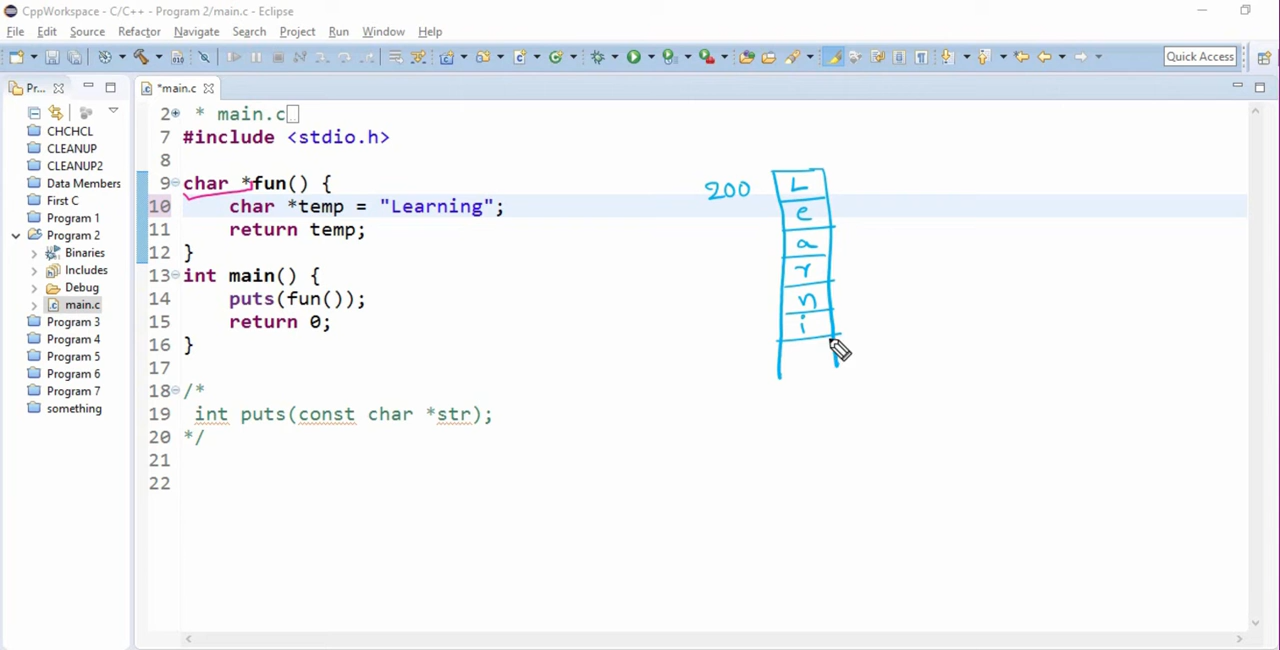 CppWorkspace - C/C++ - Program 2/main.c - Eclipse
File Edit Source Refactor Navigate Search Project Run Window Help
Quick Access
Pr...
*main.c
CHCHCL
CLEANUP
CLEANUP2
Data Members
First C
Program 1
Program 2
Binaries
Includes
Debug
main.c
Program 3
Program 4
Program 5
Program 6
Program 7
something
2 * main.c
7 #include <stdio.h>
8
9 char *fun() {
10 char *temp = "Learning";
11 return temp;
12 }
13 int main() {
14 puts(fun());
15 return 0;
16 }
17
18 /*
19 int puts(const char *str);
20 */
21
22
200
L
e
a
r
n
i